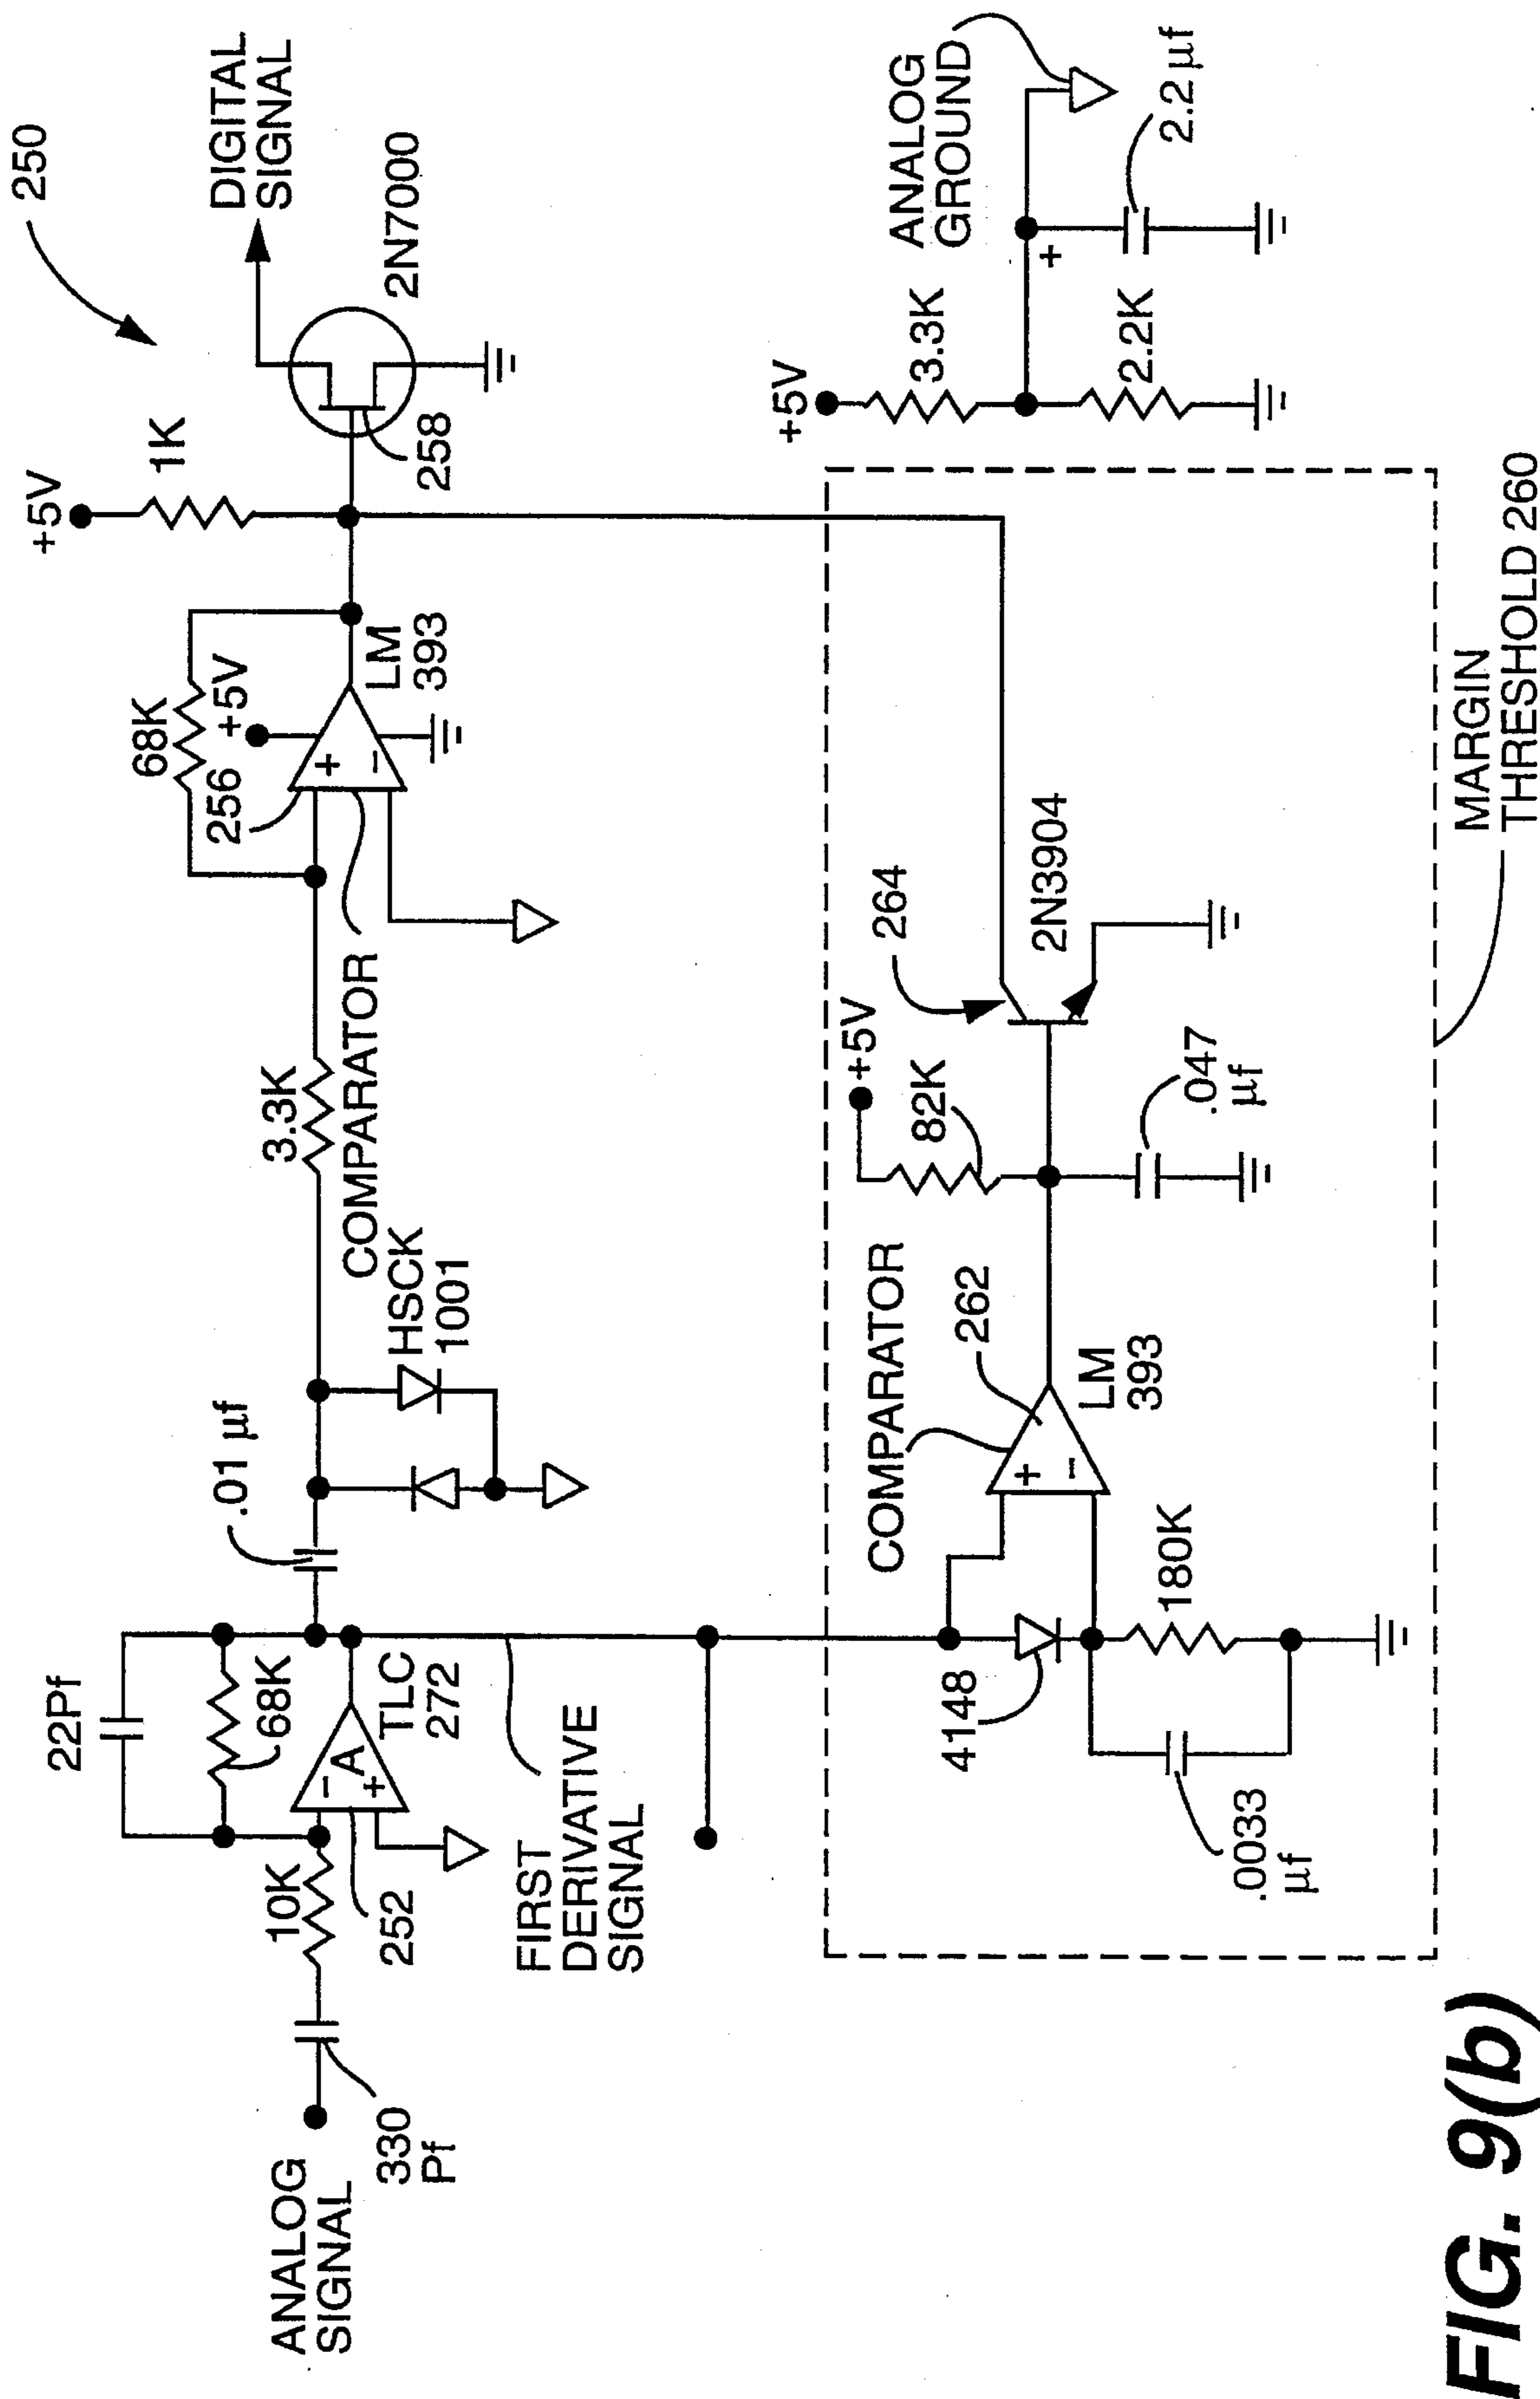 250
+5V
1K
DIGITAL
SIGNAL
22Pf
68K
.01 µf
68K
+5V
256
2N7000
ANALOG
SIGNAL
330
Pf
10K
252
A
TLC
272
3.3K
HSCK
1001
COMPARATOR
LM
393
258
FIRST
DERIVATIVE
SIGNAL
+5V
3.3K
2.2K
+
ANALOG
GROUND
2.2 µf
COMPARATOR
262
LM
393
4148
180K
.0033
µf
+5V
82K
.047
µf
264
2N3904
MARGIN
THRESHOLD 260
+
−
+
−
+
−
FIG. 9(b)